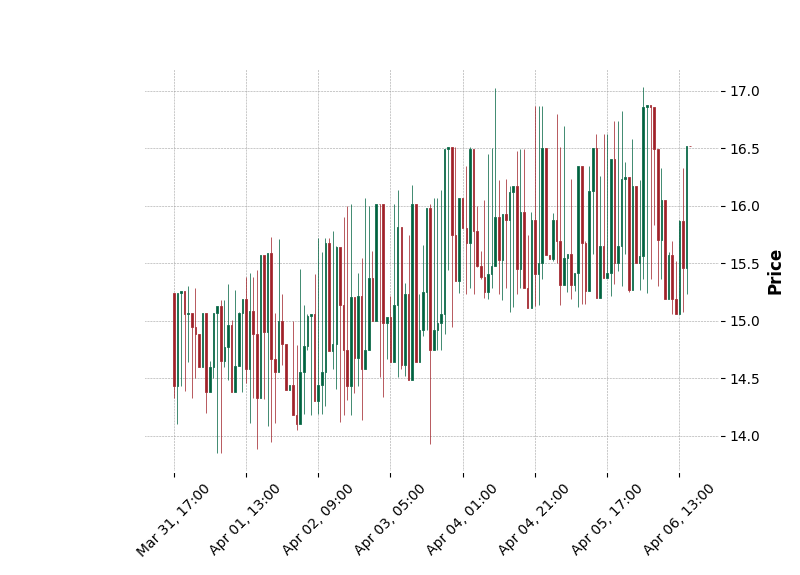 17.0
16.5
16.0
15.5
15.0
14.5
14.0
Price
Mar 31, 17:00
Apr 01, 13:00
Apr 02, 09:00
Apr 03, 05:00
Apr 04, 01:00
Apr 04, 21:00
Apr 05, 17:00
Apr 06, 13:00